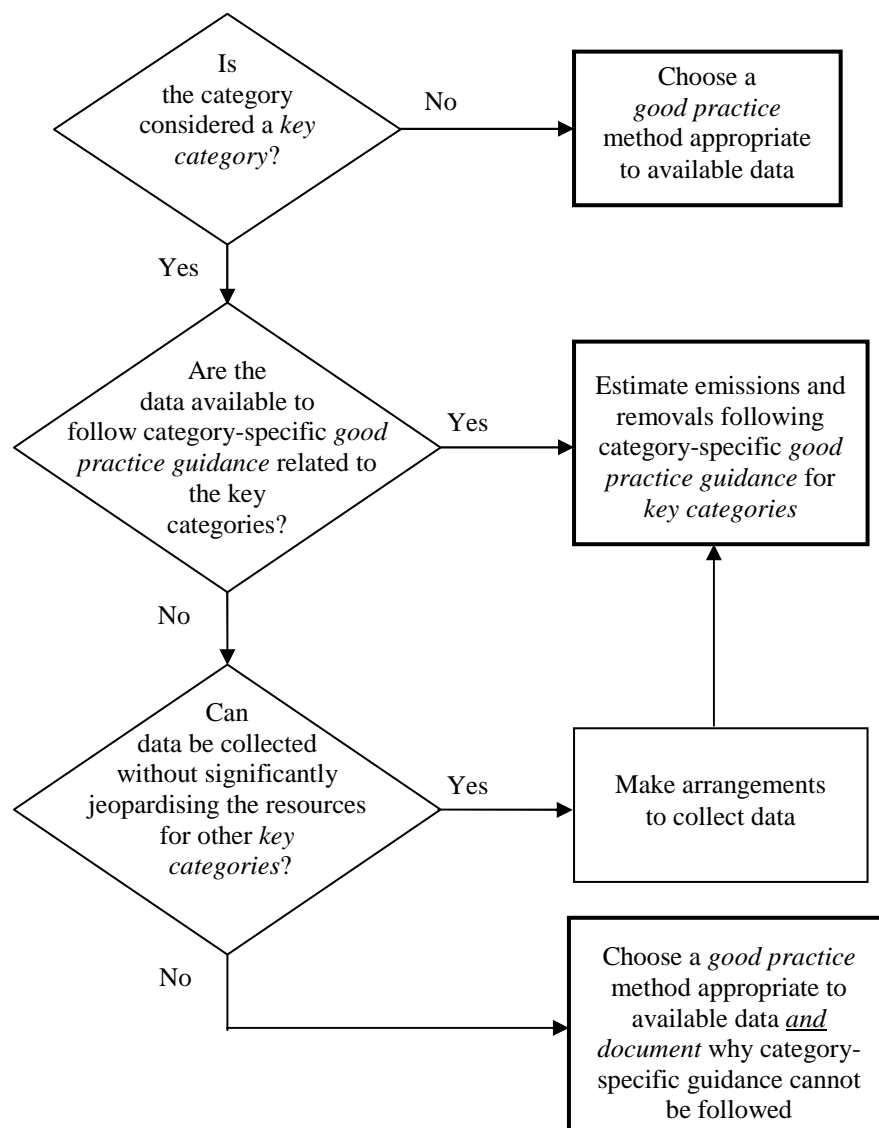 Is
the category
considered a key
category?
No
Choose a
good practice
method appropriate
to available data
Yes
Are the
data available to
follow category-specific good
practice guidance related to
the key
categories?
Yes
Estimate emissions and
removals following
category-specific good
practice guidance for
key categories
No
Can
data be collected
without significantly
jeopardising the resources
for other key
categories?
Yes
Make arrangements
to collect data
No
Choose a good practice
method appropriate to
available data and
document why category-
specific guidance cannot
be followed